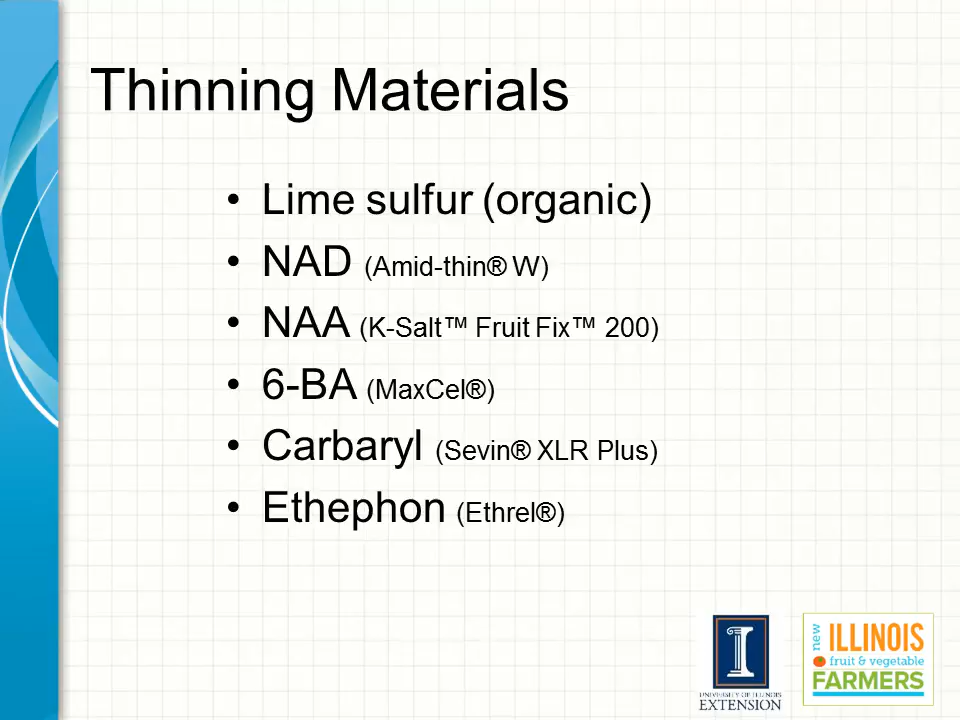 Thinning Materials
• Lime sulfur (organic)
• NAD (Amid-thin® W)
• NAA (K-Salt™ Fruit Fix™ 200)
• 6-BA (MaxCel®)
• Carbaryl (Sevin® XLR Plus)
• Ethephon (Ethrel®)
I
UNIVERSITY OF ILLINOIS
EXTENSION
new
ILLINOIS
fruit & vegetable
FARMERS